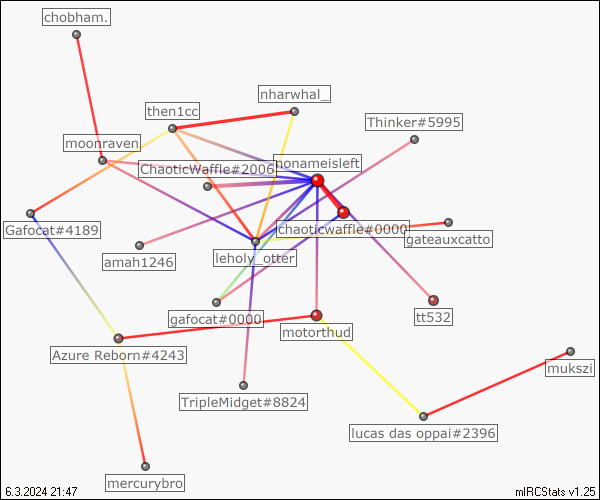 chobham.
nharwhal_
then1cc
Thinker#5995
moonraven
nonameisleft
ChaoticWaffle#2006
Gafocat#4189
chaoticwaffle#0000
gateauxcatto
amah1246
leholy_otter
gafocat#0000
tt532
motorthud
Azure Reborn#4243
mukszi
TripleMidget#8824
lucas das oppai#2396
mercurybro
6.3.2024 21:47
mIRCStats v1.25